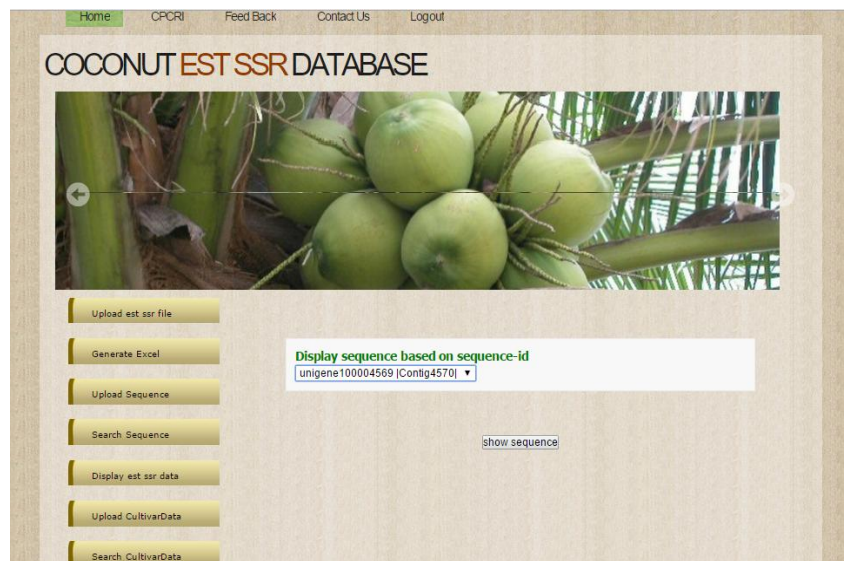 Home CPCRI Feed Back Contact Us Logout
COCONUT EST SSR DATABASE
Upload est ssr file
Generate Excel
Display sequence based on sequence-id
unigene100004569 |Contig4570|
Upload Sequence
Search Sequence
show sequence
Display est ssr data
Upload CultivarData
Search CultivarData